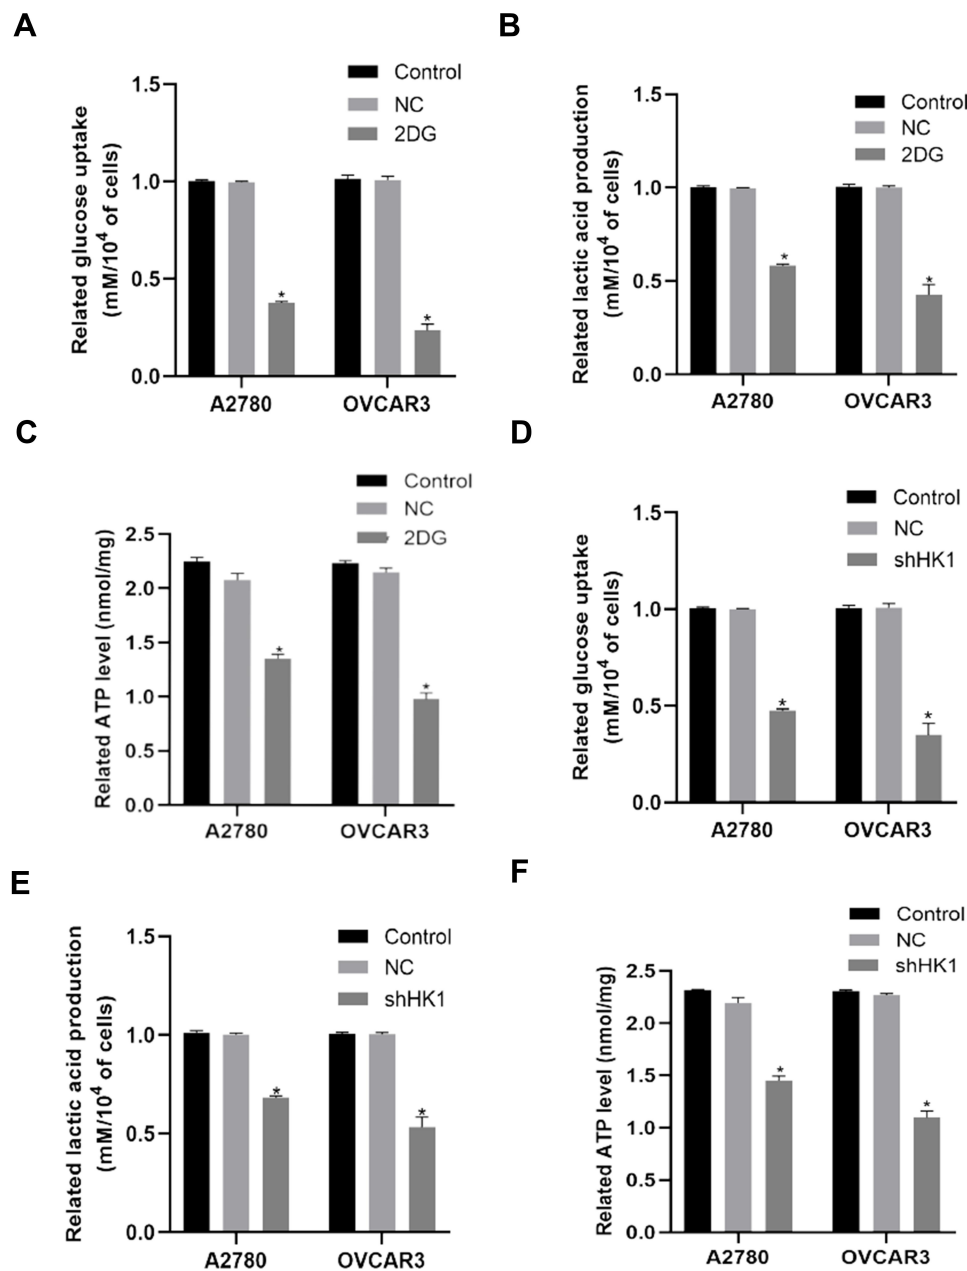 A
Related glucose uptake
(mM/10⁴ of cells)
1.5
1.0
0.5
0.0
Control
NC
2DG
*
*
A2780
OVCAR3
B
Related lactic acid production
(mM/10⁴ of cells)
1.5
1.0
0.5
0.0
Control
NC
2DG
*
*
A2780
OVCAR3
C
Related ATP level (nmol/mg)
2.5
2.0
1.5
1.0
0.5
0.0
Control
NC
2DG
*
*
A2780
OVCAR3
D
Related glucose uptake
(mM/10⁴ of cells)
1.5
1.0
0.5
0.0
Control
NC
shHK1
*
*
A2780
OVCAR3
E
Related lactic acid production
(mM/10⁴ of cells)
1.5
1.0
0.5
0.0
Control
NC
shHK1
*
*
A2780
OVCAR3
F
Related ATP level (nmol/mg)
2.5
2.0
1.5
1.0
0.5
0.0
Control
NC
shHK1
*
*
A2780
OVCAR3